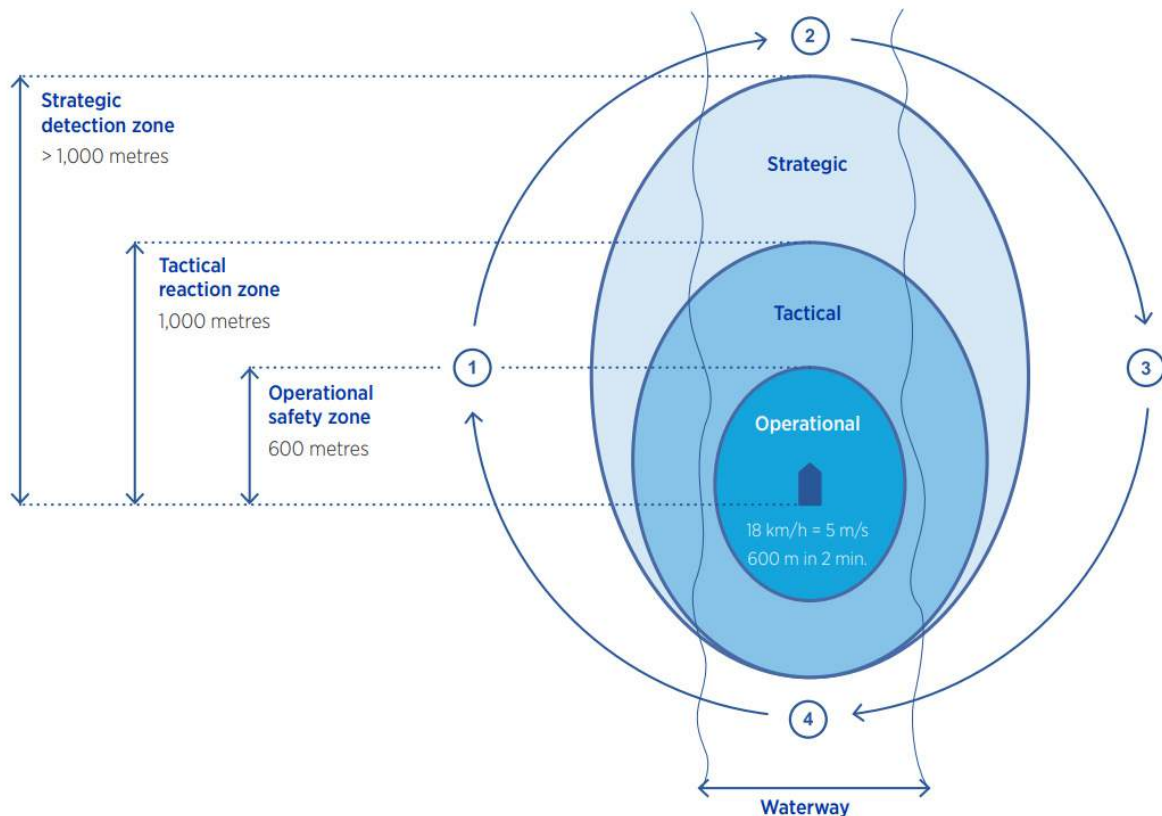 2
Strategic
detection zone
> 1,000 metres
Strategic
Tactical
reaction zone
1,000 metres
Tactical
1
3
Operational
safety zone
600 metres
Operational
18 km/h = 5 m/s
600 m in 2 min.
4
Waterway